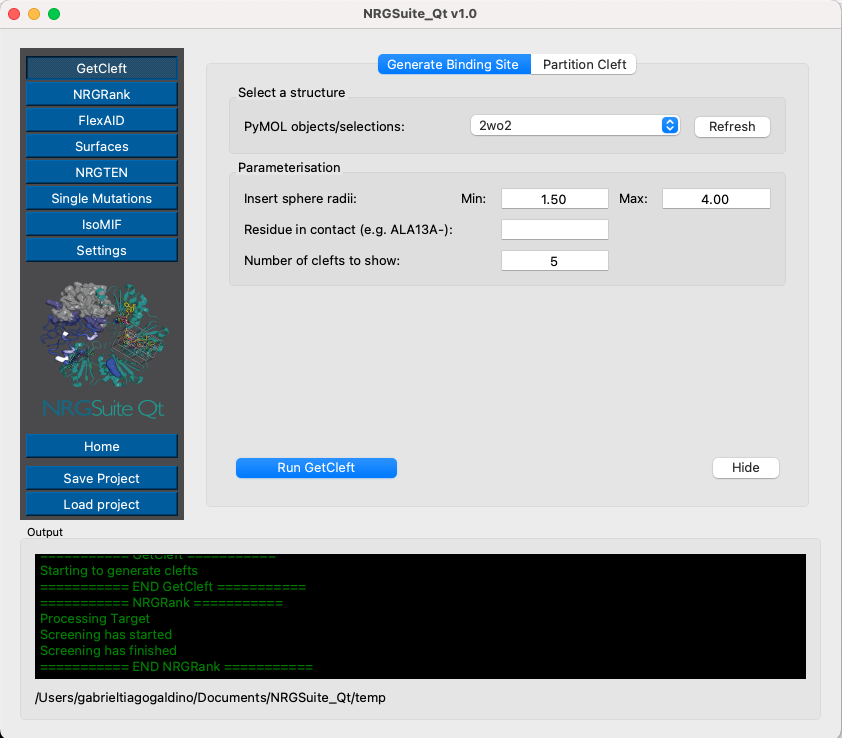 NRGSuite_Qt v1.0
GetCleft
NRGRank
FlexAID
Surfaces
NRGTEN
Single Mutations
IsoMIF
Settings
NRGSuite Qt
Home
Save Project
Load project
Generate Binding Site Partition Cleft
Select a structure
PyMOL objects/selections: 2wo2 Refresh
Parameterisation
Insert sphere radii: Min: 1.50 Max: 4.00
Residue in contact (e.g. ALA13A-):
Number of clefts to show: 5
Run GetCleft Hide
Output
=========== GetCleft ===========
Starting to generate clefts
=========== END GetCleft ===========
=========== NRGRank ===========
Processing Target
Screening has started
Screening has finished
=========== END NRGRank ===========
/Users/gabrieltiagogaldino/Documents/NRGSuite_Qt/temp